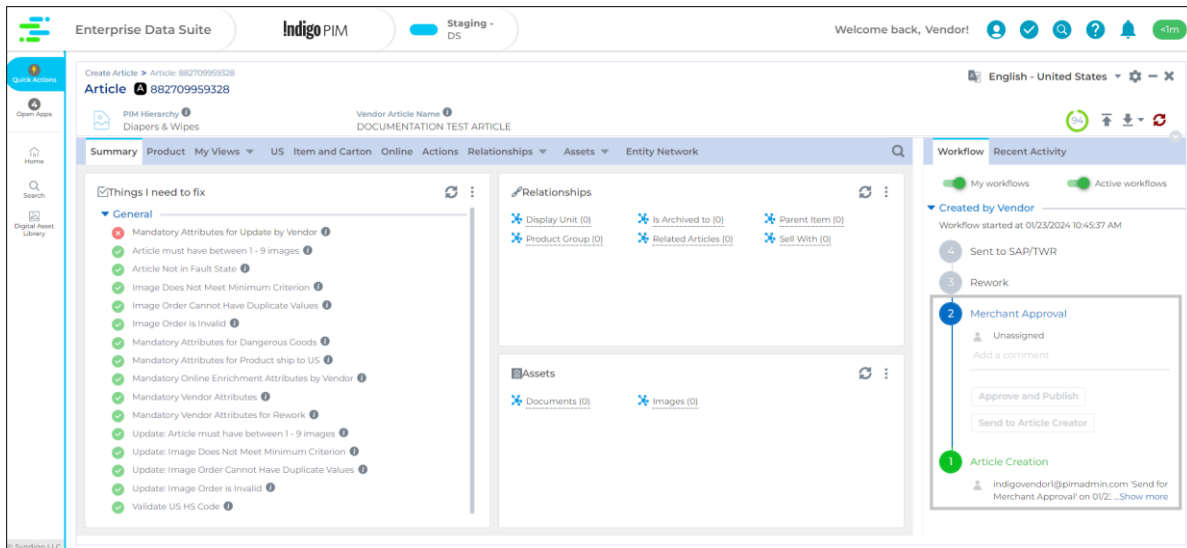 Enterprise Data Suite
Indigo PIM
Staging -
DS
Welcome back, Vendor!
<1m
Quick Actions
4
Open Apps
Home
Search
Digital Asset
Library
Create Article > Article: 882709959328
Article A 882709959328
English - United States
PIM Hierarchy
Diapers & Wipes
Vendor Article Name
DOCUMENTATION TEST ARTICLE
94
Summary Product My Views US Item and Carton Online Actions Relationships Assets Entity Network
Things I need to fix
General
Mandatory Attributes for Update by Vendor
Article must have between 1 - 9 images
Article Not in Fault State
Image Does Not Meet Minimum Criterion
Image Order Cannot Have Duplicate Values
Image Order is Invalid
Mandatory Attributes for Dangerous Goods
Mandatory Attributes for Product ship to US
Mandatory Online Enrichment Attributes by Vendor
Mandatory Vendor Attributes
Mandatory Vendor Attributes for Rework
Update: Article must have between 1 - 9 images
Update: Image Does Not Meet Minimum Criterion
Update: Image Order Cannot Have Duplicate Values
Update: Image Order is Invalid
Validate US HS Code
Relationships
Display Unit (0) Is Archived to (0) Parent Item (0)
Product Group (0) Related Articles (0) Sell With (0)
Assets
Documents (0) Images (0)
Workflow Recent Activity
My workflows Active workflows
Created by Vendor
Workflow started at 01/23/2024 10:45:37 AM
4 Sent to SAP/TWR
3 Rework
2 Merchant Approval
Unassigned
Add a comment
Approve and Publish
Send to Article Creator
1 Article Creation
indigovendor1@pimadmin.com 'Send for
Merchant Approval' on 01/2: ...Show more
© Syndigo LLC